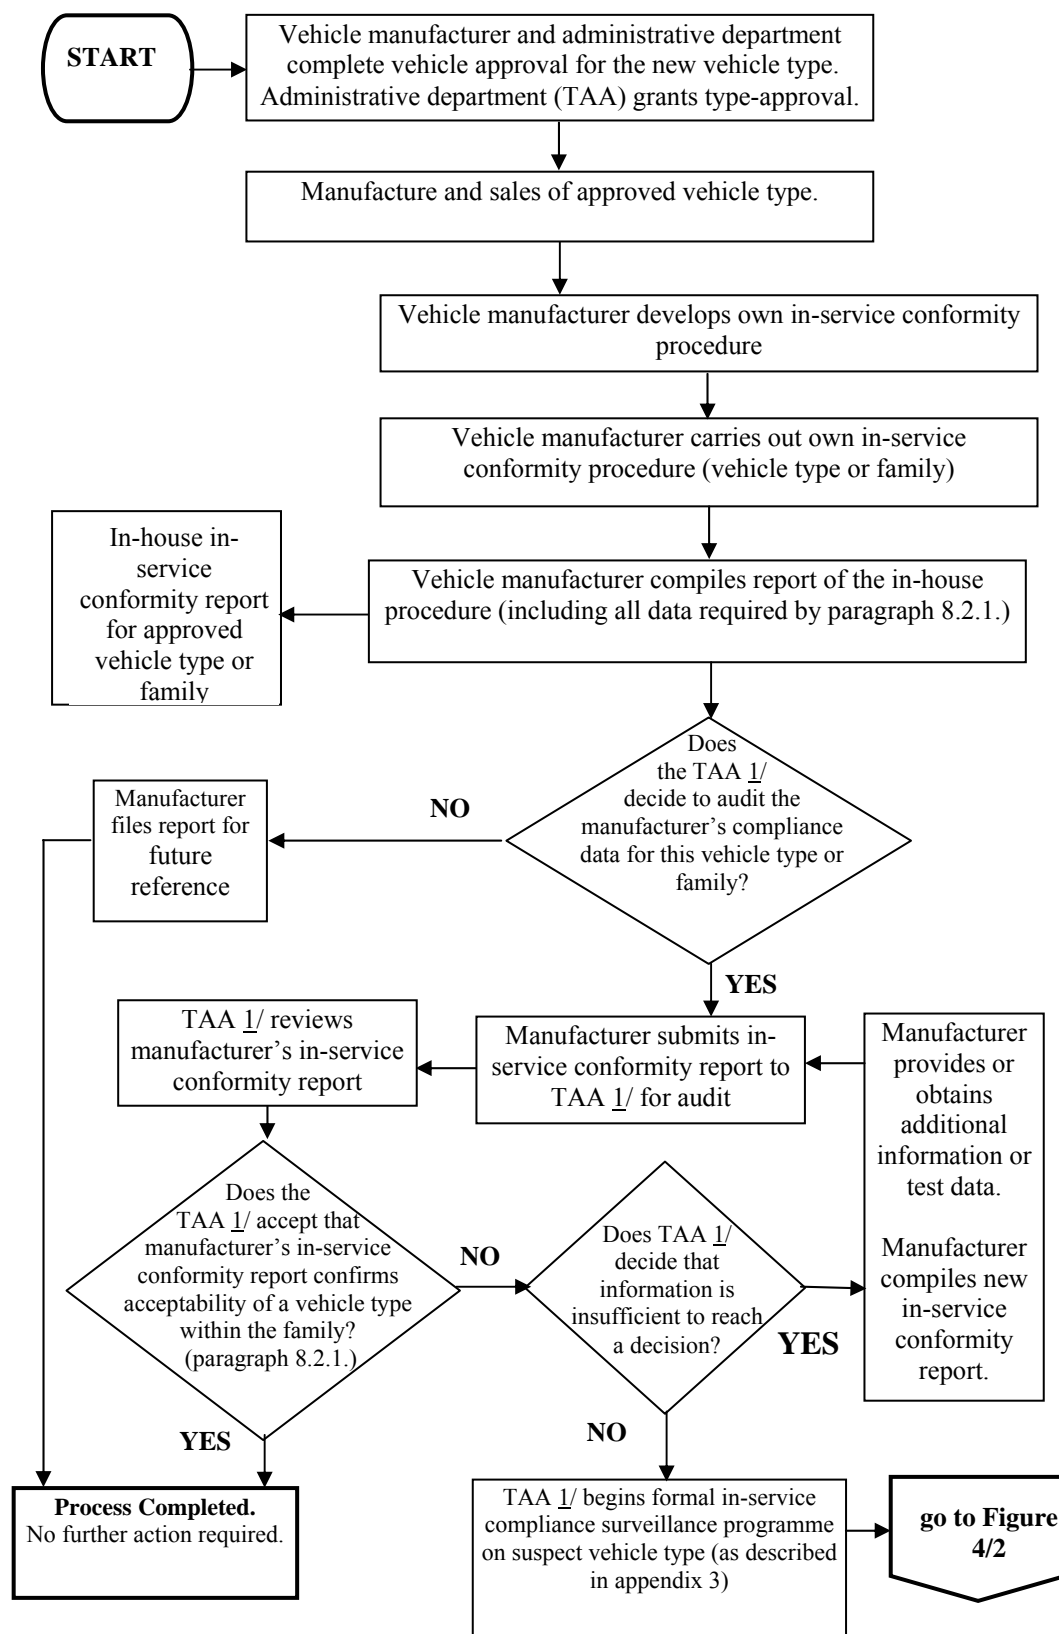 START
Vehicle manufacturer and administrative department
complete vehicle approval for the new vehicle type.
Administrative department (TAA) grants type-approval.
Manufacture and sales of approved vehicle type.
Vehicle manufacturer develops own in-service conformity
procedure
Vehicle manufacturer carries out own in-service
conformity procedure (vehicle type or family)
In-house in-
service
conformity report
for approved
vehicle type or
family
Vehicle manufacturer compiles report of the in-house
procedure (including all data required by paragraph 8.2.1.)
Does
the TAA 1/
decide to audit the
manufacturer’s compliance
data for this vehicle type or
family?
NO
Manufacturer
files report for
future
reference
YES
TAA 1/ reviews
manufacturer’s in-service
conformity report
Manufacturer submits in-
service conformity report to
TAA 1/ for audit
Manufacturer
provides or
obtains
additional
information or
test data.
Manufacturer
compiles new
in-service
conformity
report.
Does the
TAA 1/ accept that
manufacturer’s in-service
conformity report confirms
acceptability of a vehicle type
within the family?
(paragraph 8.2.1.)
NO
Does TAA 1/
decide that
information is
insufficient to reach
a decision?
YES
YES
NO
Process Completed.
No further action required.
TAA 1/ begins formal in-service
compliance surveillance programme
on suspect vehicle type (as described
in appendix 3)
go to Figure
4/2